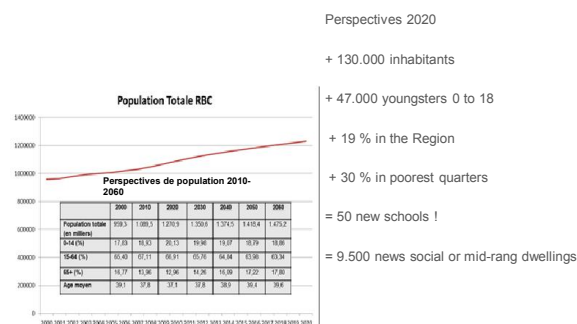 Perspectives 2020
+ 130.000 inhabitants
+ 47.000 youngsters 0 to 18
+ 19 % in the Region
+ 30 % in poorest quarters
= 50 new schools !
= 9.500 news social or mid-rang dwellings
Population Totale RBC
1400000
1200000
1000000
800000
600000
400000
200000
0
Perspectives de population 2010-
2060
2000 2010 2020 2030 2040 2050 2060
Population totale 959,5 1.089,5 1.270,9 1.350,6 1.374,5 1.418,4 1.475,2
(en milliers)
0-14 (%) 17,83 18,93 20,13 19,96 19,07 18,79 18,86
15-64 (%) 65,40 67,11 66,91 65,76 64,84 63,98 63,34
65+ (%) 16,77 13,96 12,96 14,26 16,09 17,22 17,80
Age moyen 39,1 37,8 37,1 37,8 38,9 39,4 39,6